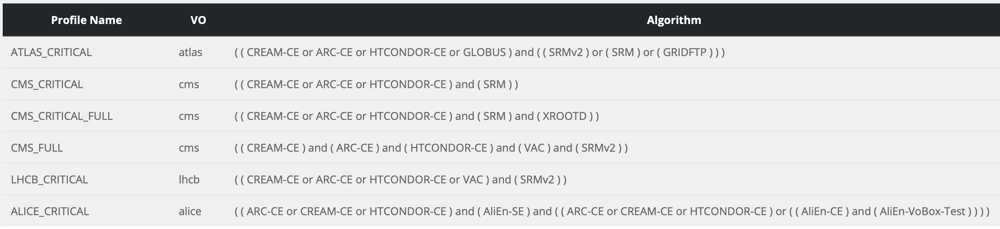 Profile Name VO Algorithm
ATLAS_CRITICAL atlas ( ( CREAM-CE or ARC-CE or HTCONDOR-CE or GLOBUS ) and ( ( SRMv2 ) or ( SRM ) or ( GRIDFTP ) ) )
CMS_CRITICAL cms ( ( CREAM-CE or ARC-CE or HTCONDOR-CE ) and ( SRM ) )
CMS_CRITICAL_FULL cms ( ( CREAM-CE or ARC-CE or HTCONDOR-CE ) and ( SRM ) and ( XROOTD ) )
CMS_FULL cms ( ( CREAM-CE ) and ( ARC-CE ) and ( HTCONDOR-CE ) and ( VAC ) and ( SRMv2 ) )
LHCB_CRITICAL lhcb ( ( CREAM-CE or ARC-CE or HTCONDOR-CE or VAC ) and ( SRMv2 ) )
ALICE_CRITICAL alice ( ( ARC-CE or CREAM-CE or HTCONDOR-CE ) and ( AliEn-SE ) and ( ( ARC-CE or CREAM-CE or HTCONDOR-CE ) or ( ( AliEn-CE ) and ( AliEn-VoBox-Test ) ) ) )